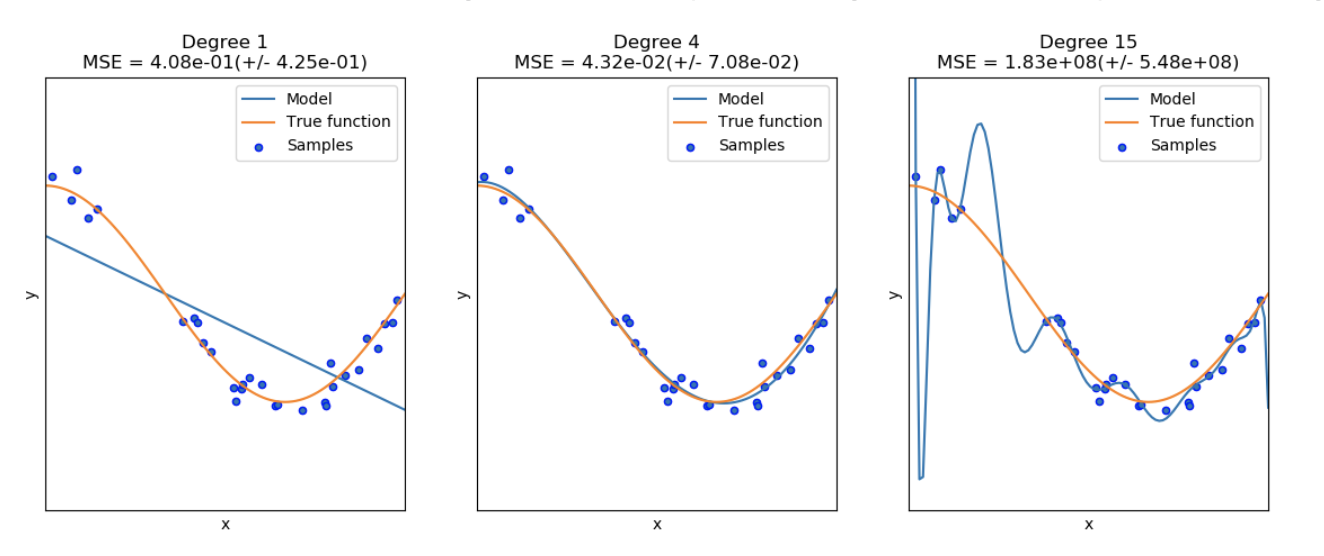 Degree 1
MSE = 4.08e-01(+/- 4.25e-01)
Model
True function
Samples
y
x
Degree 4
MSE = 4.32e-02(+/- 7.08e-02)
Model
True function
Samples
y
x
Degree 15
MSE = 1.83e+08(+/- 5.48e+08)
Model
True function
Samples
y
x